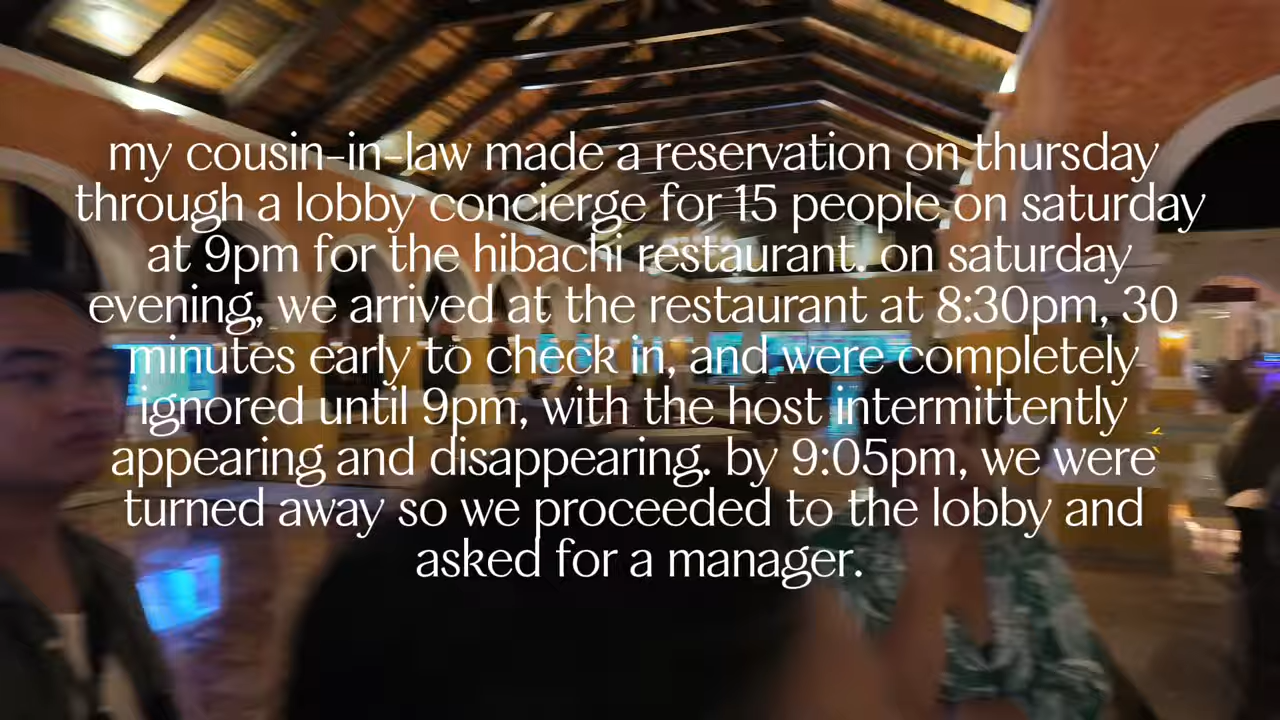 my cousin-in-law made a reservation on thursday
through a lobby concierge for 15 people on saturday
at 9pm for the hibachi restaurant. on saturday
evening, we arrived at the restaurant at 8:30pm, 30
minutes early to check in, and were completely
ignored until 9pm, with the host intermittently
appearing and disappearing. by 9:05pm, we were
turned away so we proceeded to the lobby and
asked for a manager.